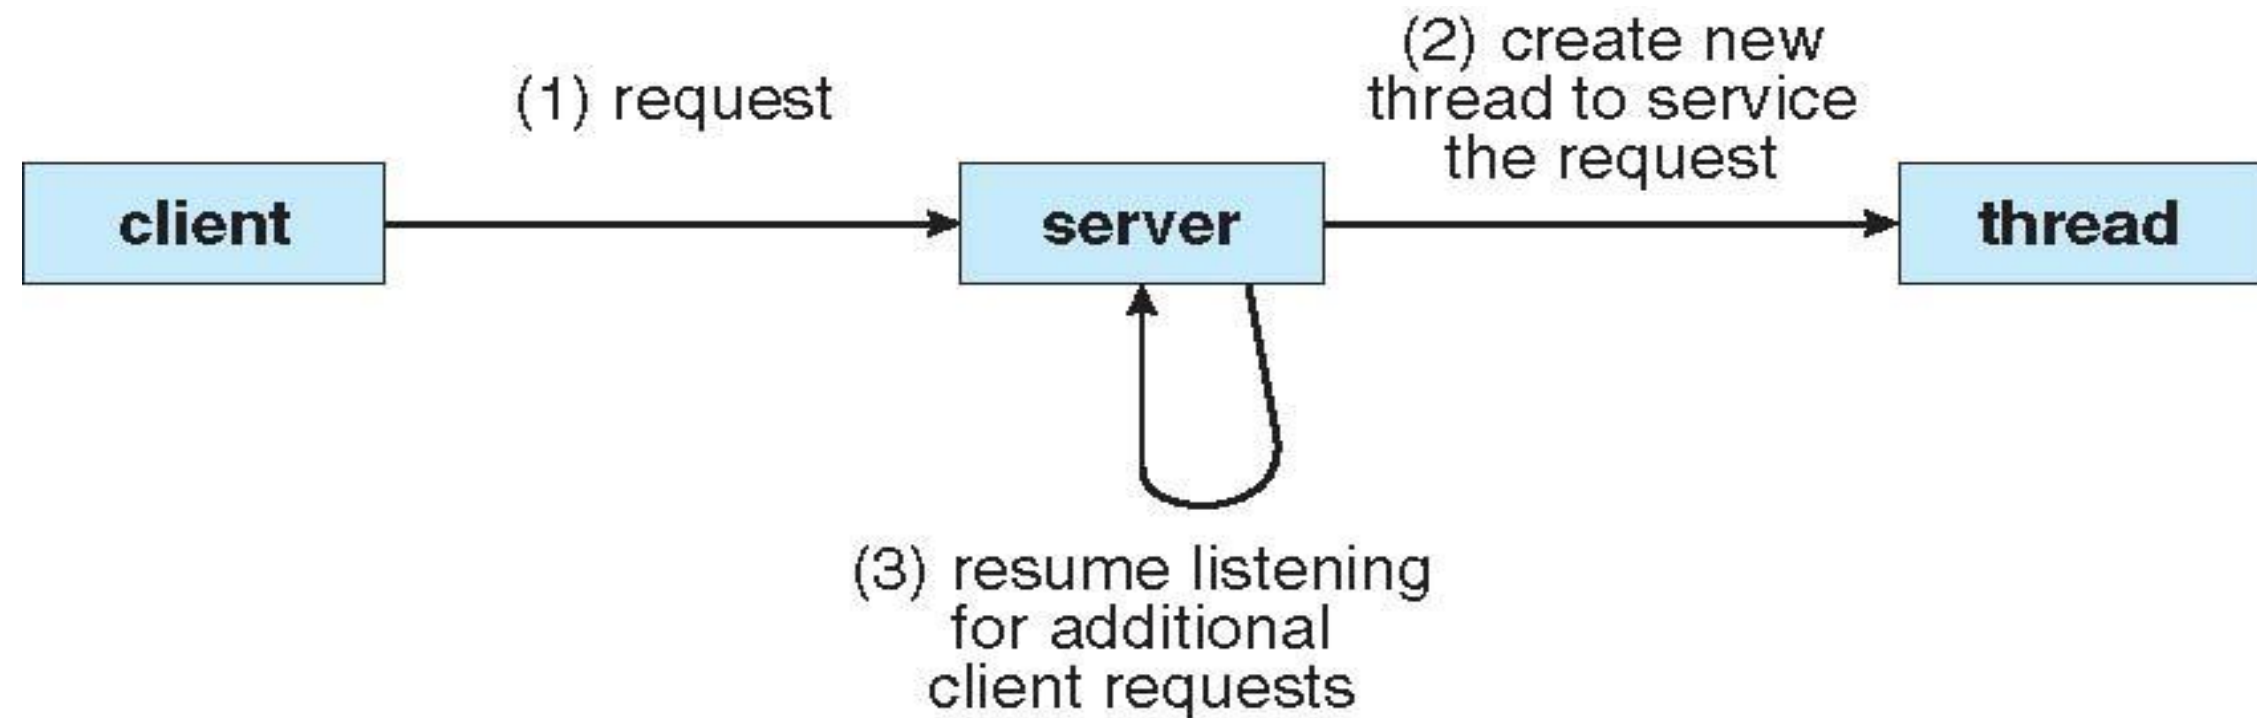 (1) request
(2) create new
thread to service
the request
client
server
thread
(3) resume listening
for additional
client requests